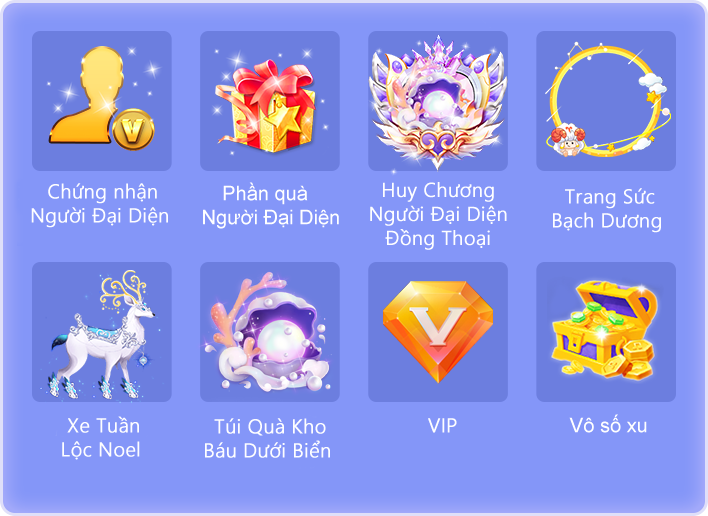 Chứng nhận
Người Đại Diện
Phần quà
Người Đại Diện
Huy Chương
Người Đại Diện
Đồng Thoại
Trang Sức
Bạch Dương
Xe Tuần
Lộc Noel
Túi Quà Kho
Báu Dưới Biển
V
VIP
Vô số xu